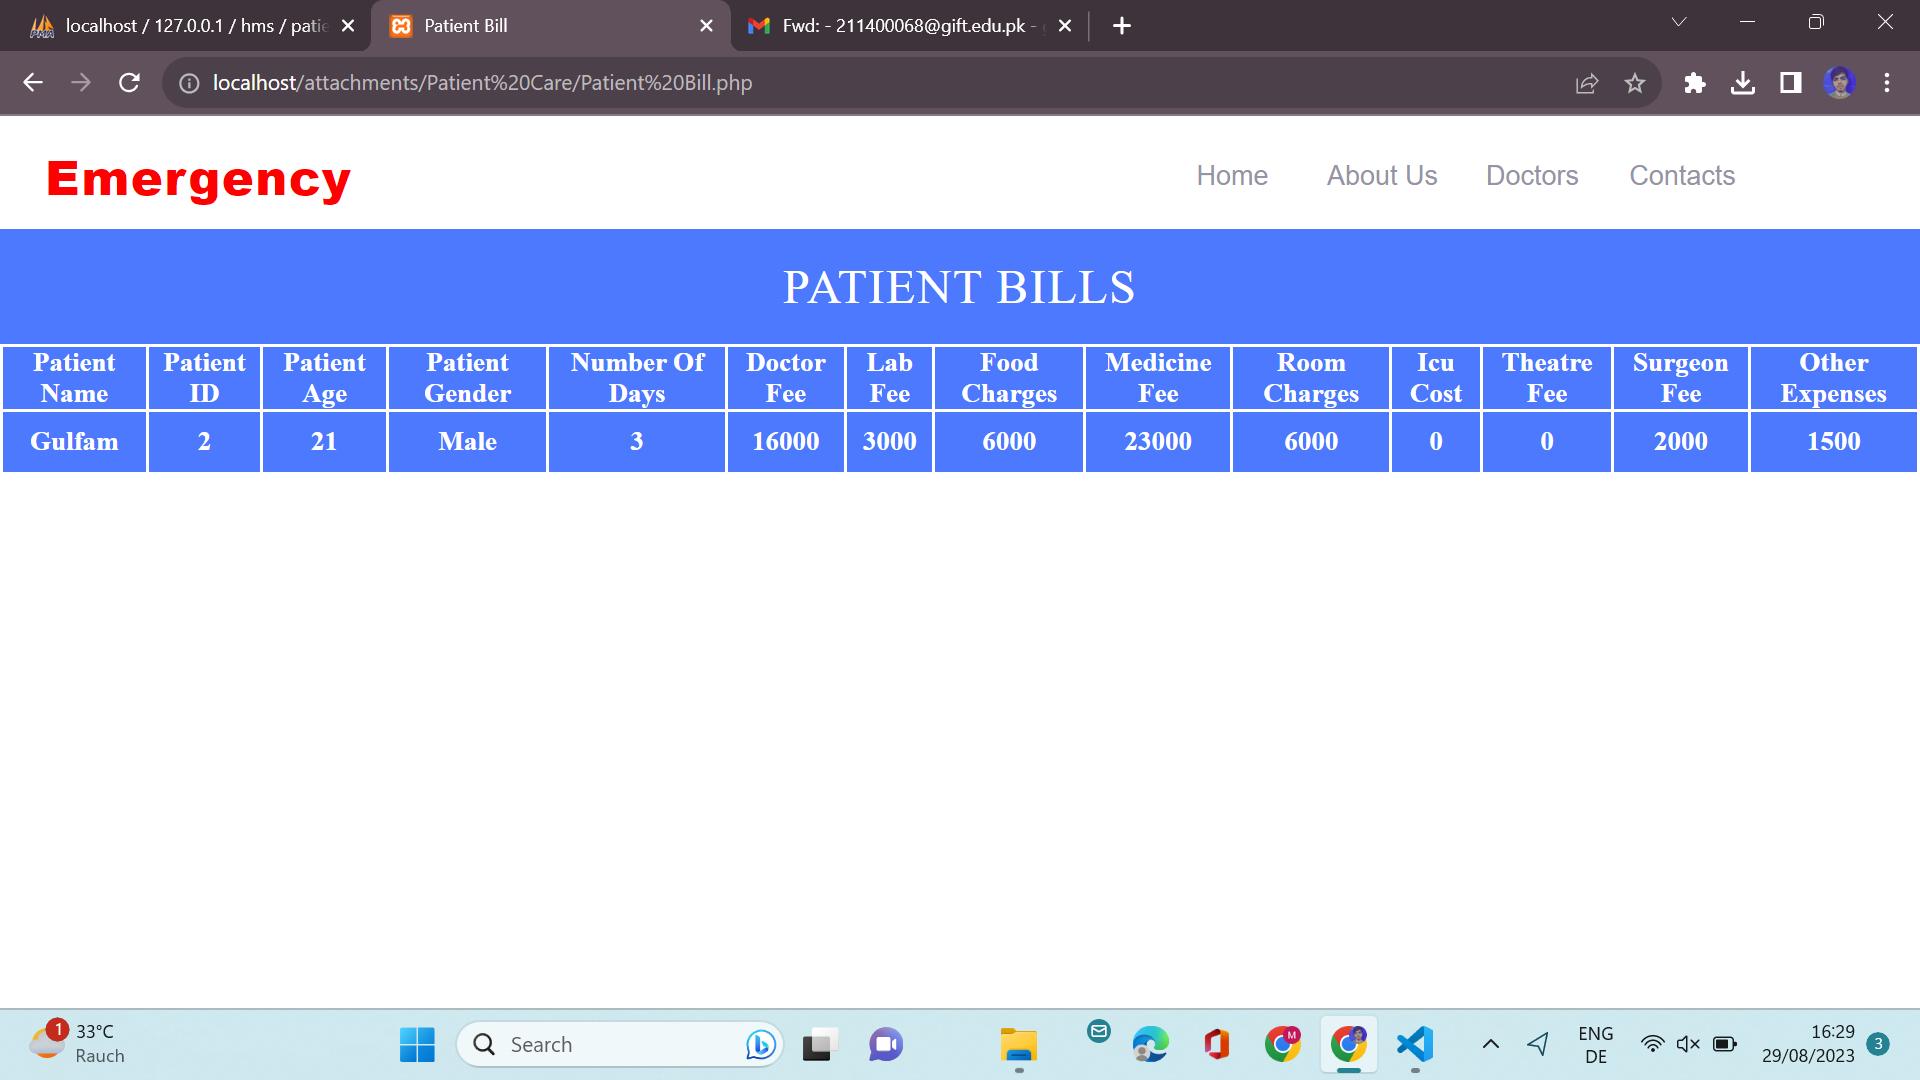 localhost / 127.0.0.1 / hms / patie
Patient Bill
Fwd: - 211400068@gift.edu.pk -
localhost/attachments/Patient%20Care/Patient%20Bill.php
Emergency
Home About Us Doctors Contacts
PATIENT BILLS
Patient Name Patient ID Patient Age Patient Gender Number Of Days Doctor Fee Lab Fee Food Charges Medicine Fee Room Charges Icu Cost Theatre Fee Surgeon Fee Other Expenses
Gulfam 2 21 Male 3 16000 3000 6000 23000 6000 0 0 2000 1500
1
33°C
Rauch
Search
M
ENG
DE
16:29
29/08/2023
3